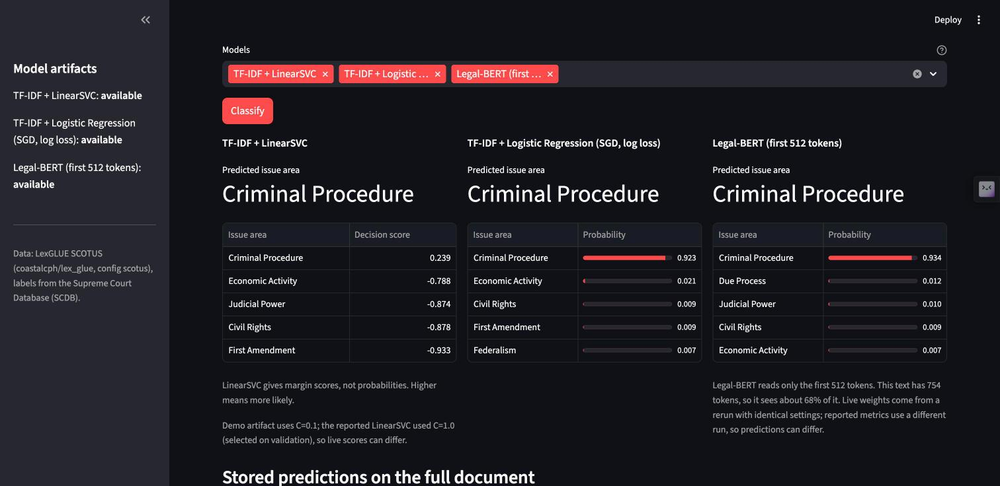 Deploy
Model artifacts
TF-IDF + LinearSVC: available
TF-IDF + Logistic Regression
(SGD, log loss): available
Legal-BERT (first 512 tokens):
available
Data: LexGLUE SCOTUS
(coastalcph/lex_glue, config scotus),
labels from the Supreme Court
Database (SCDB).
Models
TF-IDF + LinearSVC TF-IDF + Logistic … Legal-BERT (first …
Classify
TF-IDF + LinearSVC
Predicted issue area
Criminal Procedure
Issue area Decision score
Criminal Procedure 0.239
Economic Activity -0.788
Judicial Power -0.874
Civil Rights -0.878
First Amendment -0.933
LinearSVC gives margin scores, not probabilities. Higher
means more likely.
Demo artifact uses C=0.1; the reported LinearSVC used C=1.0
(selected on validation), so live scores can differ.
TF-IDF + Logistic Regression (SGD, log loss)
Predicted issue area
Criminal Procedure
Issue area Probability
Criminal Procedure 0.923
Economic Activity 0.021
Civil Rights 0.009
First Amendment 0.009
Federalism 0.007
Legal-BERT (first 512 tokens)
Predicted issue area
Criminal Procedure
Issue area Probability
Criminal Procedure 0.934
Due Process 0.012
Judicial Power 0.010
Civil Rights 0.009
Economic Activity 0.007
Legal-BERT reads only the first 512 tokens. This text has 754
tokens, so it sees about 68% of it. Live weights come from a
rerun with identical settings; reported metrics use a different
run, so predictions can differ.
Stored predictions on the full document